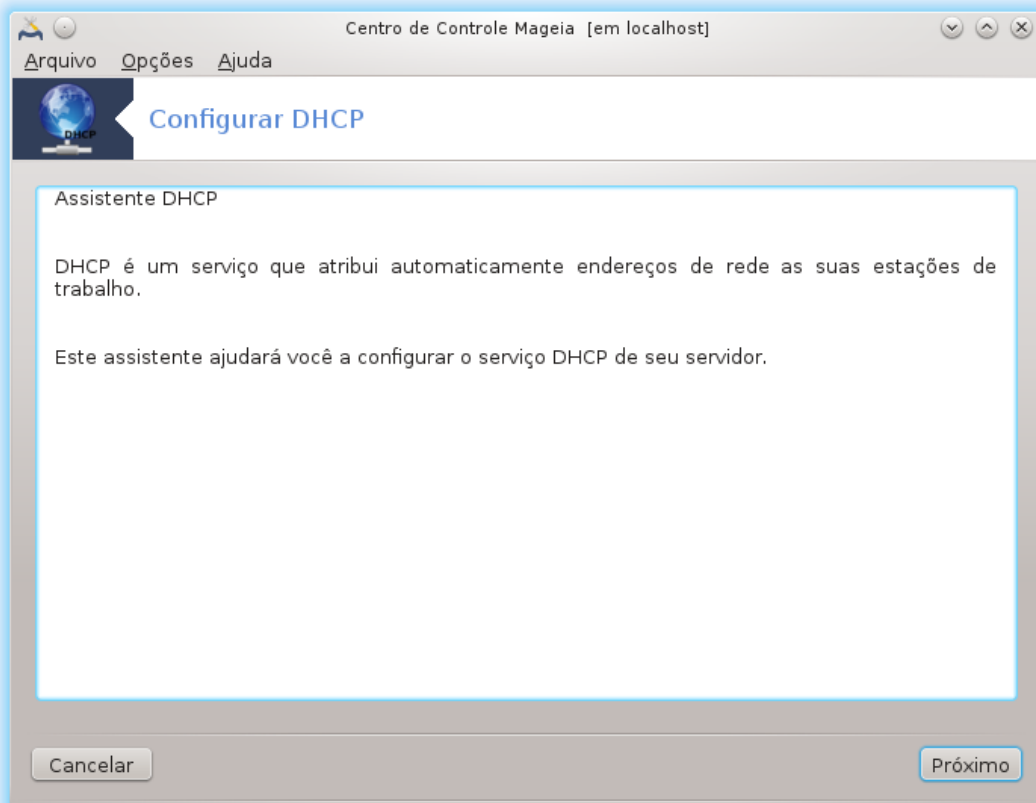 Centro de Controle Mageia [em localhost]
Arquivo Opções Ajuda
DHCP
Configurar DHCP
Assistente DHCP
DHCP é um serviço que atribui automaticamente endereços de rede as suas estações de
trabalho.
Este assistente ajudará você a configurar o serviço DHCP de seu servidor.
Cancelar Próximo